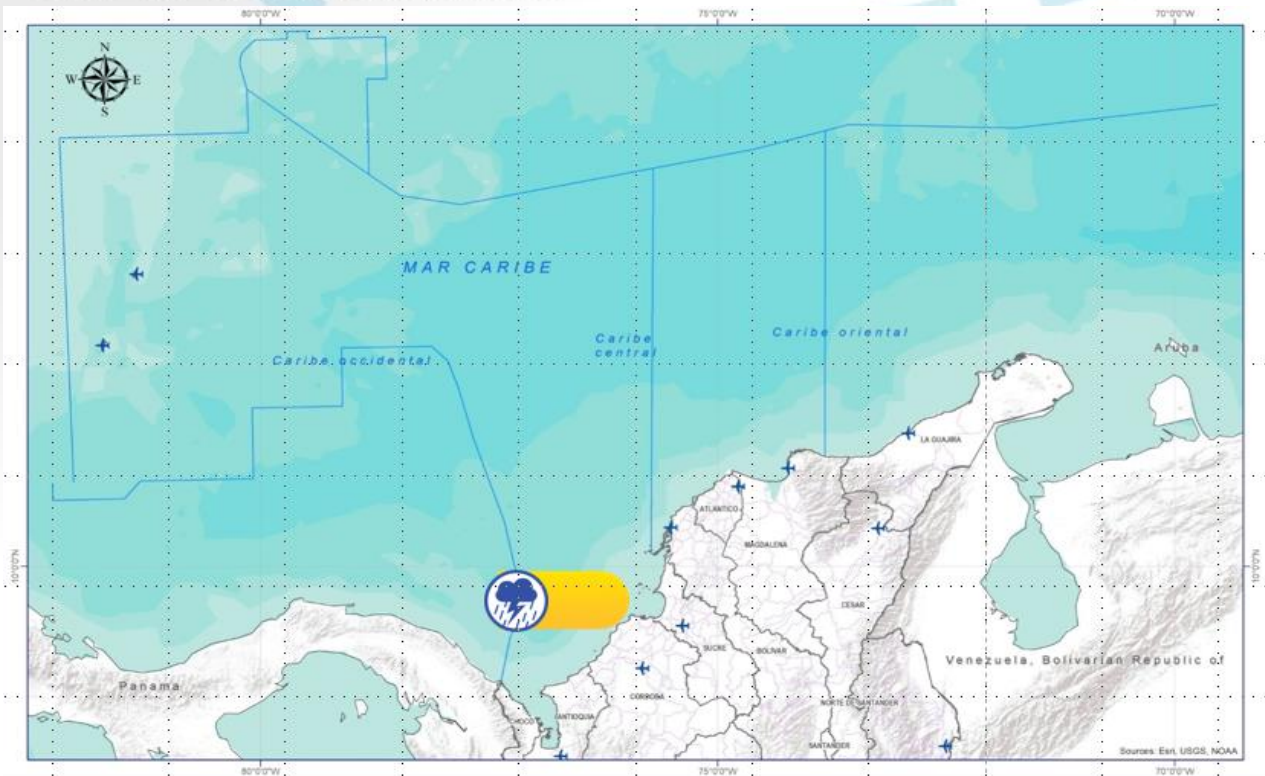 80°0'0"W 75°0'0"W 70°0'0"W
N
W E
S
MAR CARIBE
Caribe
central
Caribe oriental
Caribe occidental
Aruba
LA GUAJIRA
ATLANTICO
MAGDALENA
10°0'0"N 10°0'0"N
CESAR
SUCRE
BOLIVAR
Venezuela, Bolivarian Republic of
Panama
CORDOBA
NORTE DE SANTANDER
CHOCO
ANTIOQUIA
SANTANDER
Sources: Esri, USGS, NOAA
80°0'0"W 75°0'0"W 70°0'0"W